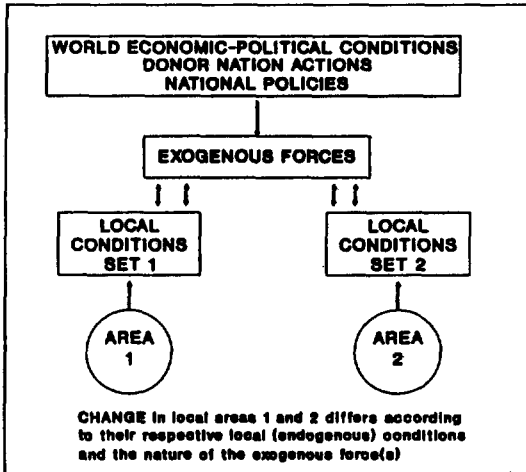 WORLD ECONOMIC-POLITICAL CONDITIONS
DONOR NATION ACTIONS
NATIONAL POLICIES
EXOGENOUS FORCES
LOCAL
CONDITIONS
SET 1
LOCAL
CONDITIONS
SET 2
AREA
1
AREA
2
CHANGE in local areas 1 and 2 differs according
to their respective local (endogenous) conditions
and the nature of the exogenous force(s)